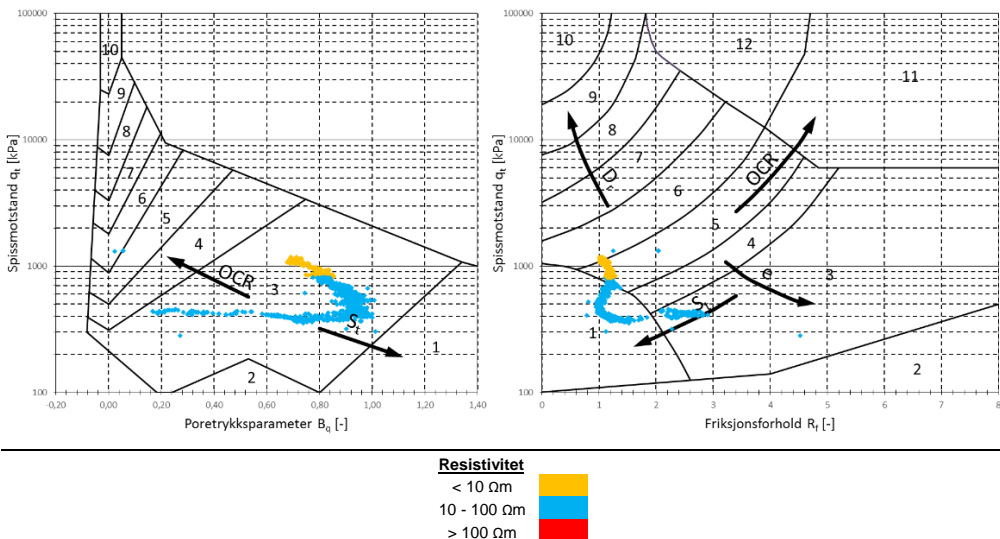 100000
10000
1000
100
Spissmotstand qt [kPa]
-0,20 0,00 0,20 0,40 0,60 0,80 1,00 1,20 1,40
Poretrykksparameter Bq [-]
10
9
8
7
6
5
4
3
2
1
OCR
St
100000
10000
1000
100
Spissmotstand qt [kPa]
0 1 2 3 4 5 6 7 8
Friksjonsforhold Rf [-]
10
12
11
9
8
7
6
5
4
3
1
2
Dr
OCR
e
Resistivitet
< 10 Ωm
10 - 100 Ωm
> 100 Ωm